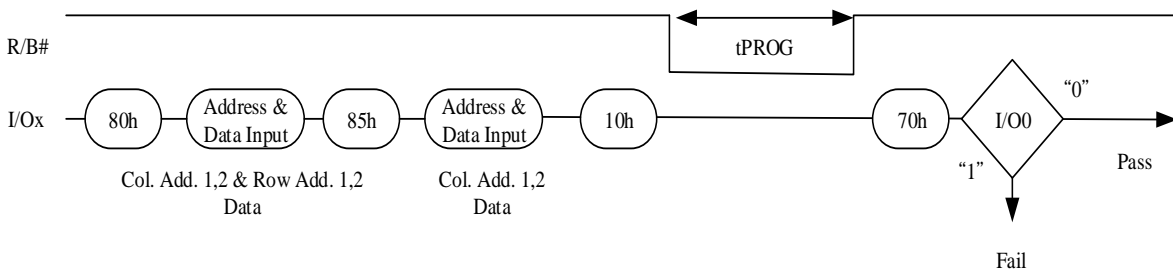 R/B#
tPROG
I/Ox
80h
Address &
Data Input
85h
Address &
Data Input
10h
70h
I/O0
“0”
“1”
Pass
Col. Add. 1,2 & Row Add. 1,2
Data
Col. Add. 1,2
Data
Fail